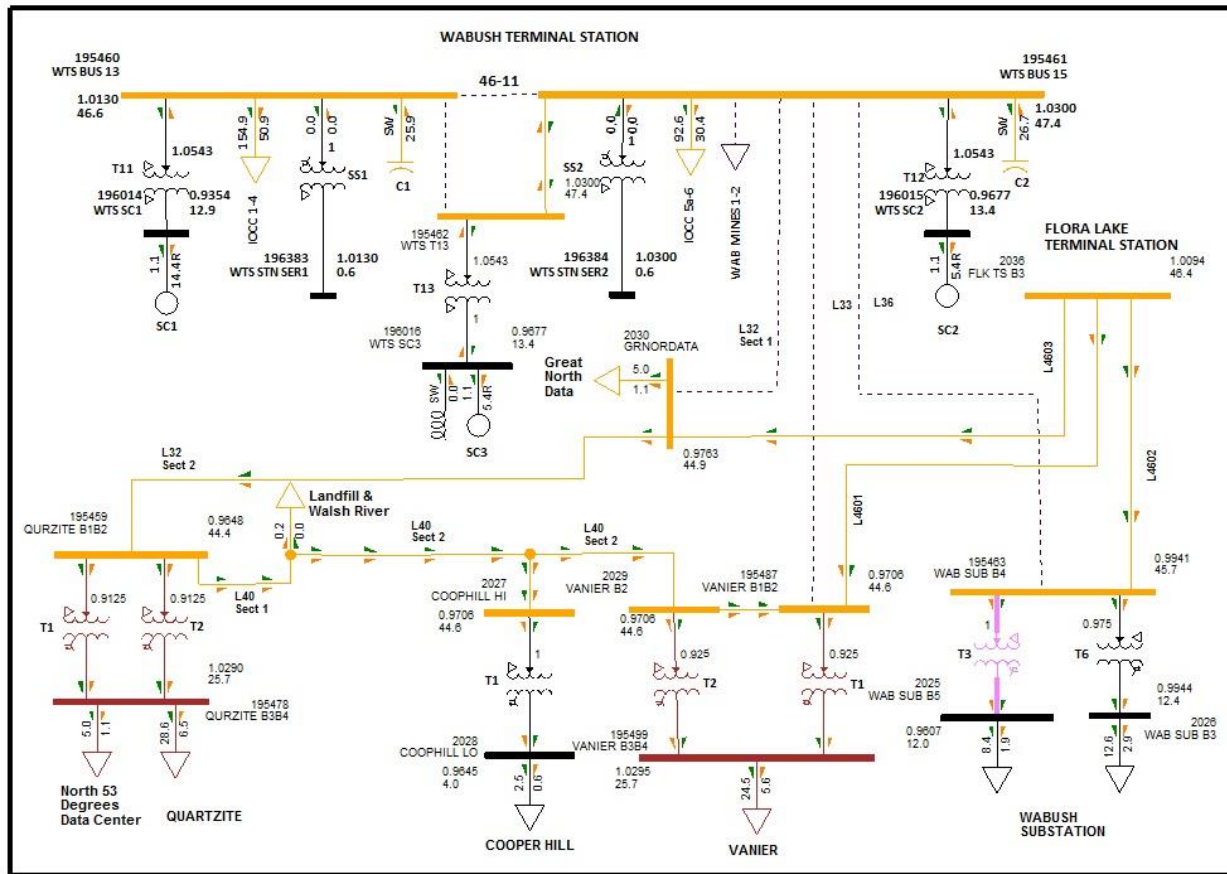 WABUSH TERMINAL STATION
195460
WTS BUS 13
46-11
195461
WTS BUS 15
1.0130
46.6
1.0300
47.4
154.9
50.9
0.0
0.0
SW
25.9
0.0
0.0
92.6
30.4
SW
26.7
1.0543
T11
1
SS1
C1
1
SS2
1.0300
47.4
1.0543
T12
C2
196014
WTS SC1
0.9354
12.9
IOCC 1-4
IOCC 5a-6
WAB MINES 1-2
196015
WTS SC2
0.9677
13.4
195462
WTS T13
FLORA LAKE
TERMINAL STATION
1.1
14.4R
SC1
196383
WTS STN SER1
1.0130
0.6
1.0543
T13
1
196384
WTS STN SER2
1.0300
0.6
1.1
5.4R
SC2
2036
FLK TS B3
1.0094
46.4
L33
L36
L32
Sect 1
196016
WTS SC3
0.9677
13.4
2030
GRNORDATA
Great
North
Data
5.0
1.1
L4603
SW
0.0
1.1
5.4R
SC3
0.9763
44.9
L32
Sect 2
L4602
L4601
Landfill &
Walsh River
195459
QURZITE B1B2
0.9648
44.4
0.2
0.0
L40
Sect 2
L40
Sect 2
L40
Sect 1
2027
COOPHILL HI
2029
VANIER B2
195487
VANIER B1B2
0.9706
44.6
195463
WAB SUB B4
0.9941
45.7
0.9125
0.9125
T1
T2
0.9706
44.6
0.9706
44.6
1
T1
0.925
T2
0.925
T1
1
T3
0.975
T6
2025
WAB SUB B5
1.0290
25.7
195478
QURZITE B3B4
0.9944
12.4
2026
WAB SUB B3
5.0
1.1
28.6
6.5
2028
COOPHILL LO
195499
VANIER B3B4
0.9607
12.0
0.9645
4.0
2.5
0.6
1.0295
25.7
24.5
5.6
8.4
1.9
12.6
2.9
North 53
Degrees
Data Center
QUARTZITE
COOPER HILL
VANIER
WABUSH
SUBSTATION